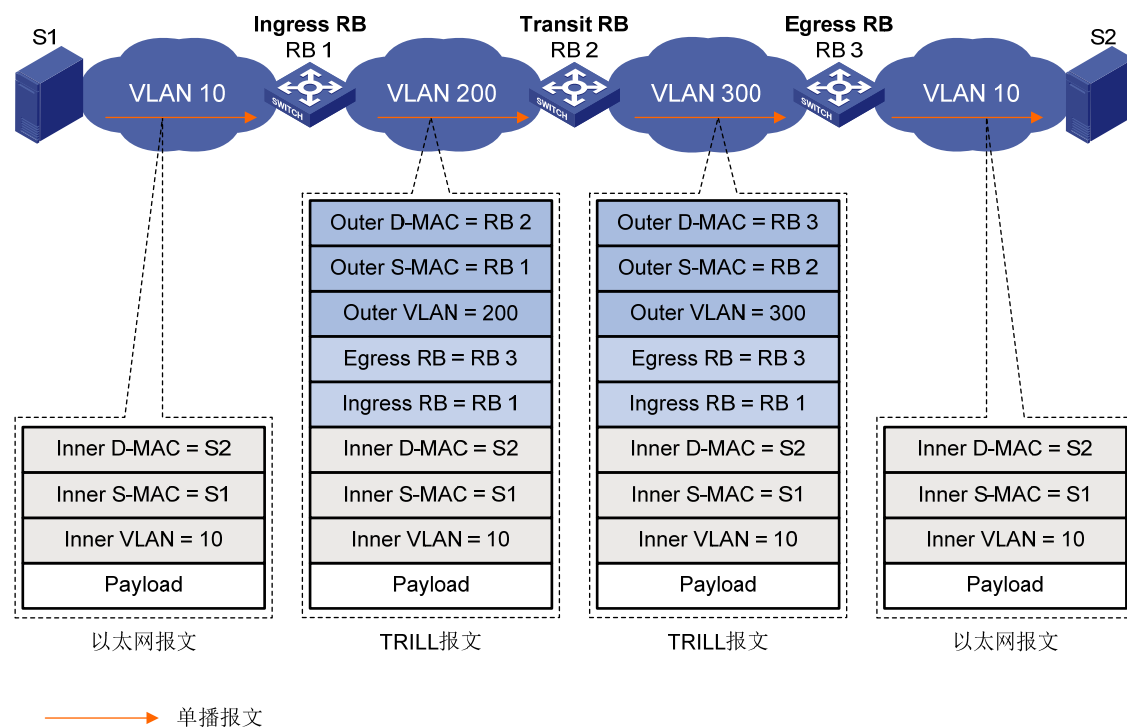 S1
Ingress RB
RB 1
Transit RB
RB 2
Egress RB
RB 3
S2
VLAN 10
SWITCH
VLAN 200
SWITCH
VLAN 300
SWITCH
VLAN 10
Inner D-MAC = S2
Inner S-MAC = S1
Inner VLAN = 10
Payload
以太网报文
Outer D-MAC = RB 2
Outer S-MAC = RB 1
Outer VLAN = 200
Egress RB = RB 3
Ingress RB = RB 1
Inner D-MAC = S2
Inner S-MAC = S1
Inner VLAN = 10
Payload
TRILL报文
Outer D-MAC = RB 3
Outer S-MAC = RB 2
Outer VLAN = 300
Egress RB = RB 3
Ingress RB = RB 1
Inner D-MAC = S2
Inner S-MAC = S1
Inner VLAN = 10
Payload
TRILL报文
Inner D-MAC = S2
Inner S-MAC = S1
Inner VLAN = 10
Payload
以太网报文
单播报文